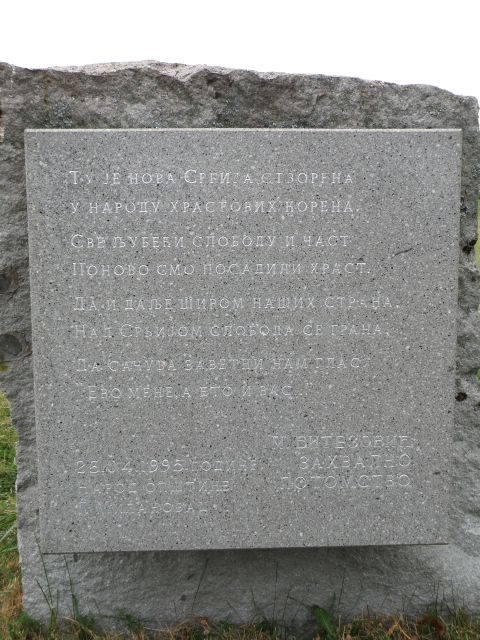 Ту је нова Србија створена
у народу храстових корена.
Сви љубећи слободу и част
Поново смо посадили храст.
Да и даље широм наших страна.
Над Србијом слобода се грана.
Да сачува заветни нам глас:
Ево мене, а ето и вас.
М. ВИТЕЗОВИЋ
23.04.1995. године
ЗАХВАЛНО
народ општине
ПОТОМСТВО